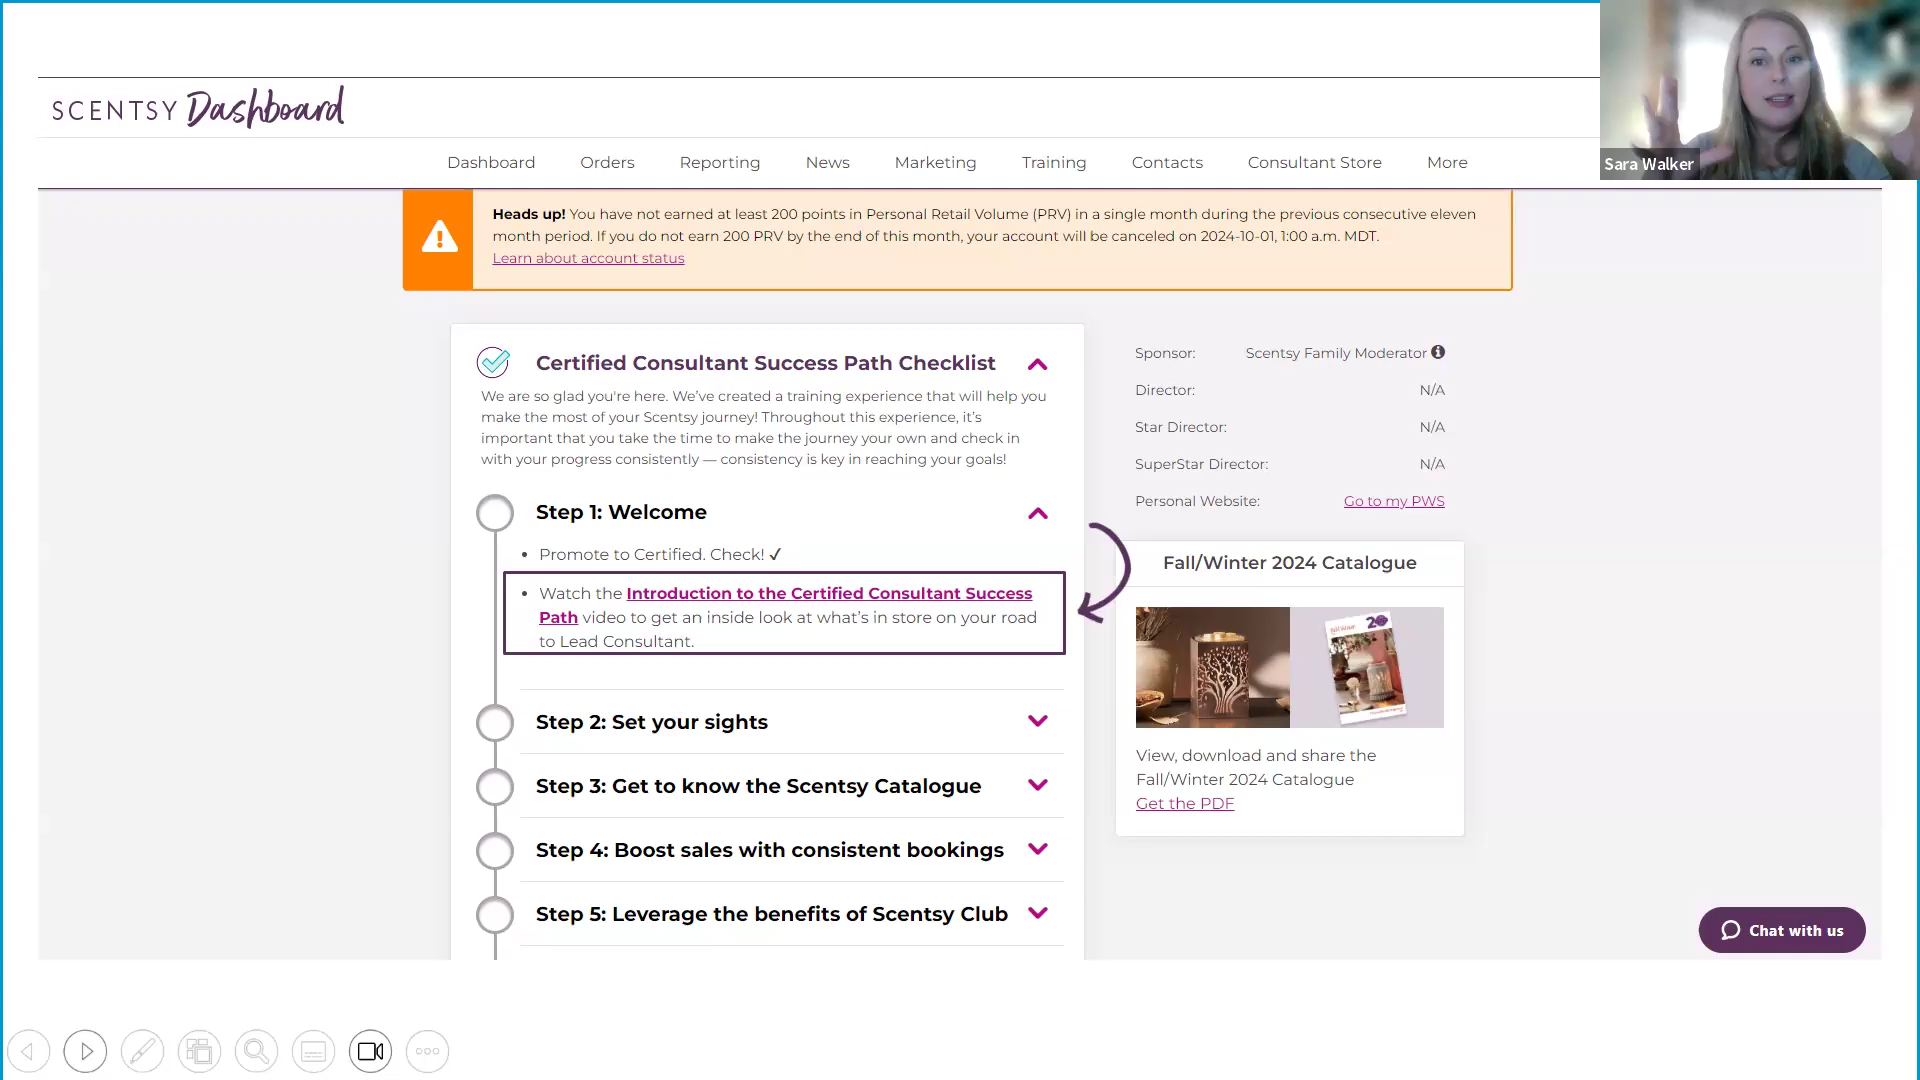 SCENTSY Dashboard
Sara Walker
Dashboard Orders Reporting News Marketing Training Contacts Consultant Store More
Heads up! You have not earned at least 200 points in Personal Retail Volume (PRV) in a single month during the previous consecutive eleven
month period. If you do not earn 200 PRV by the end of this month, your account will be canceled on 2024-10-01, 1:00 a.m. MDT.
Learn about account status
Certified Consultant Success Path Checklist
We are so glad you're here. We’ve created a training experience that will help you
make the most of your Scentsy journey! Throughout this experience, it’s
important that you take the time to make the journey your own and check in
with your progress consistently — consistency is key in reaching your goals!
Step 1: Welcome
• Promote to Certified. Check! ✓
• Watch the Introduction to the Certified Consultant Success
Path video to get an inside look at what’s in store on your road
to Lead Consultant.
Step 2: Set your sights
Step 3: Get to know the Scentsy Catalogue
Step 4: Boost sales with consistent bookings
Step 5: Leverage the benefits of Scentsy Club
Sponsor: Scentsy Family Moderator
Director: N/A
Star Director: N/A
SuperStar Director: N/A
Personal Website: Go to my PWS
Fall/Winter 2024 Catalogue
View, download and share the
Fall/Winter 2024 Catalogue
Get the PDF
Chat with us